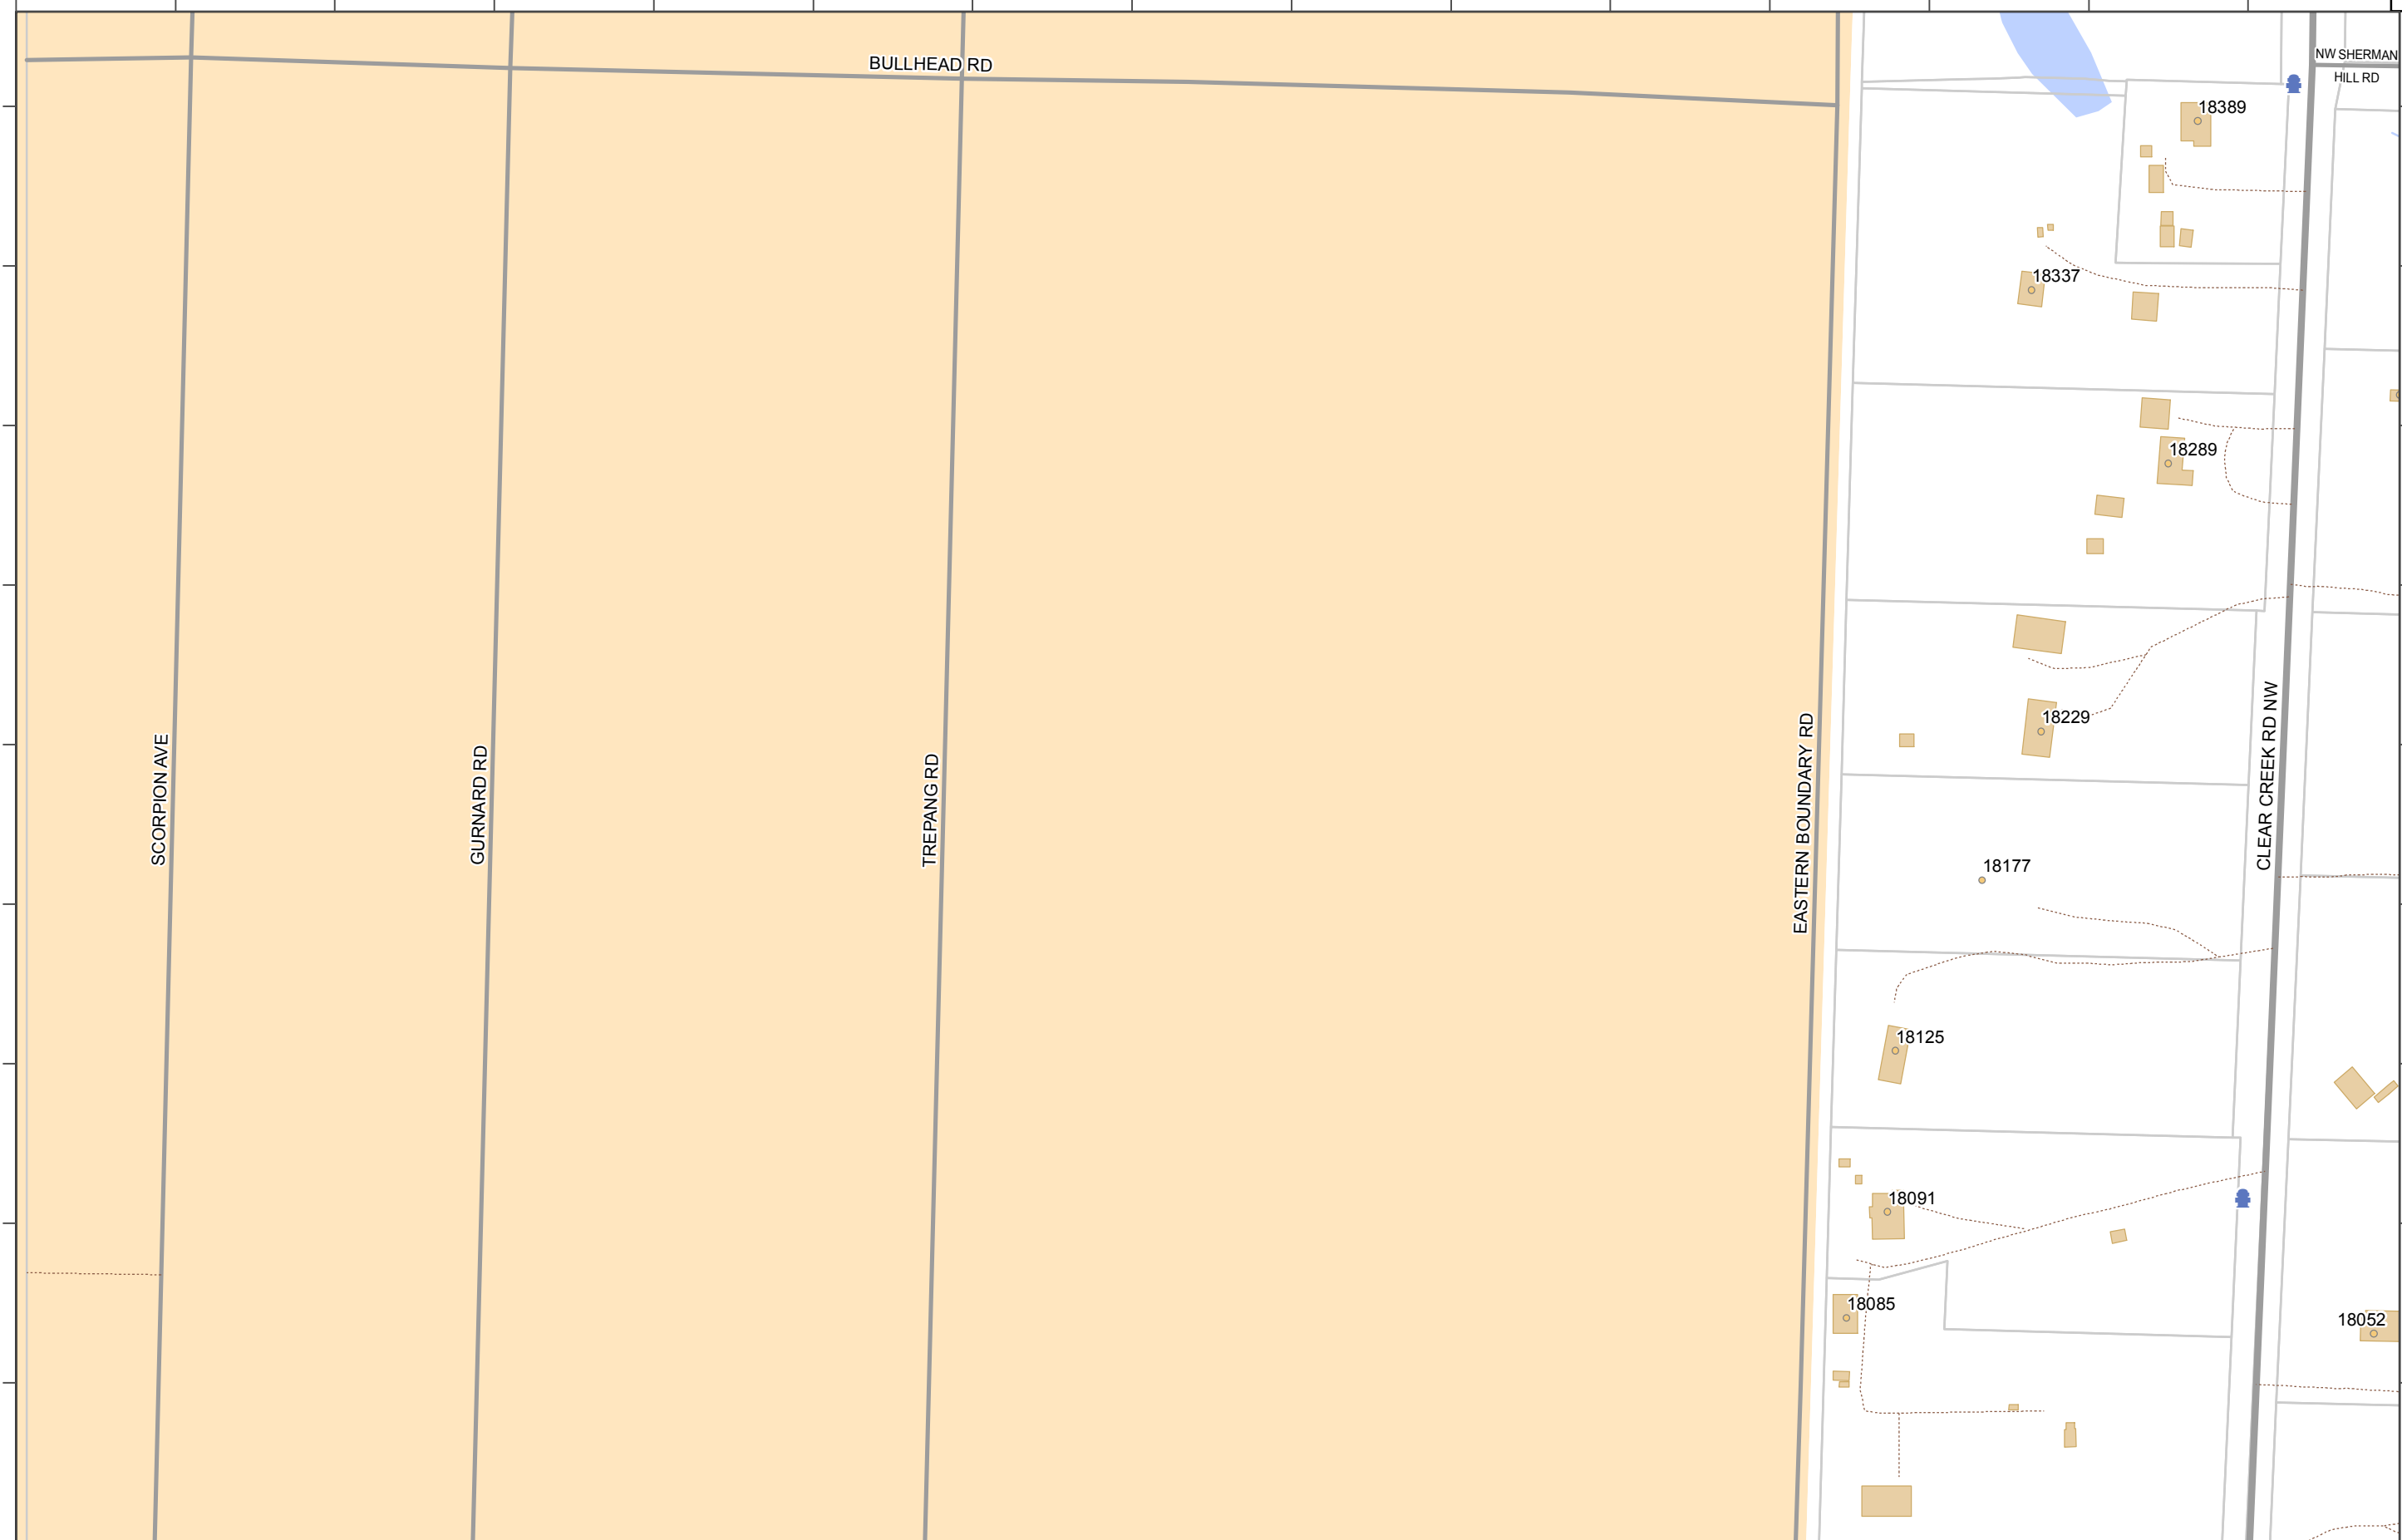 NW SHERMAN
HILL RD
BULLHEAD RD
18389
18337
18289
18229
SCORPION AVE
GURNARD RD
TREPANG RD
EASTERN BOUNDARY RD
CLEAR CREEK RD NW
18177
18125
18091
18085
18052